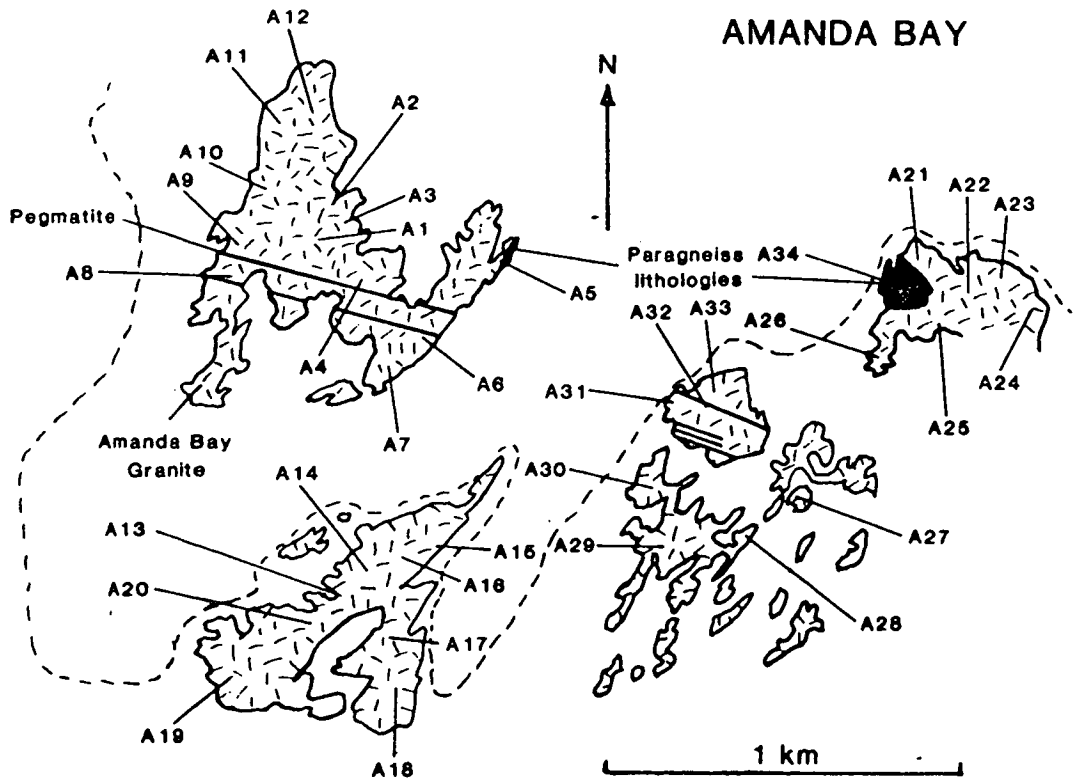 AMANDA BAY
A12
A11
N
A2
A10
A9
A3
A21
A22
A23
Pegmatite
A1
Paragneiss
lithologies
A34
A8
A5
A32
A33
A26
A4
A6
A24
A31
A7
A25
Amanda Bay
Granite
A14
A30
A13
A15
A29
A27
A20
A16
A28
A17
A19
A18
1 km